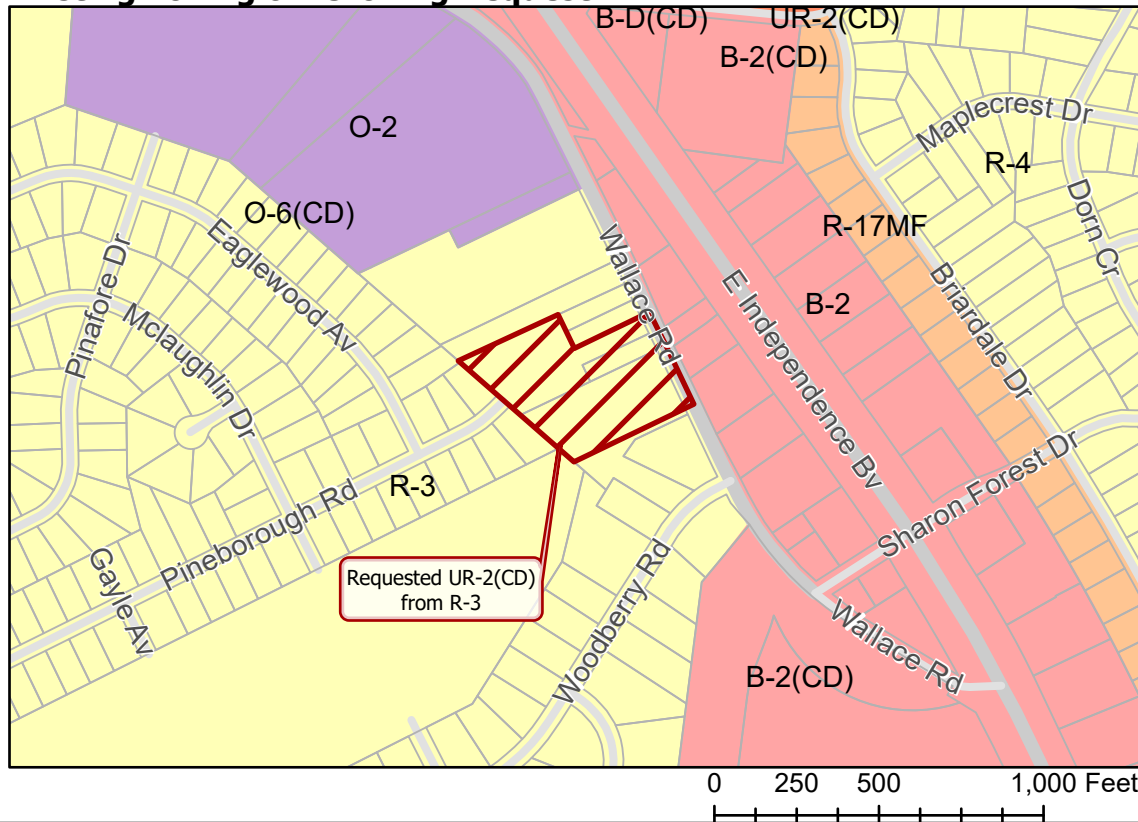 B-D(CD)
UR-2(CD)
B-2(CD)
O-2
Maplecrest Dr
R-4
Dorn Cr
O-6(CD)
R-17MF
Eaglewood Av
Wallace Rd
Pinafore Dr
E Independence Bv
B-2
Briardale Dr
Mclaughlin Dr
Sharon Forest Dr
R-3
Pineborough Rd
Gayle Av
Requested UR-2(CD)
from R-3
Woodberry Rd
Wallace Rd
B-2(CD)
0 250 500 1,000 Feet